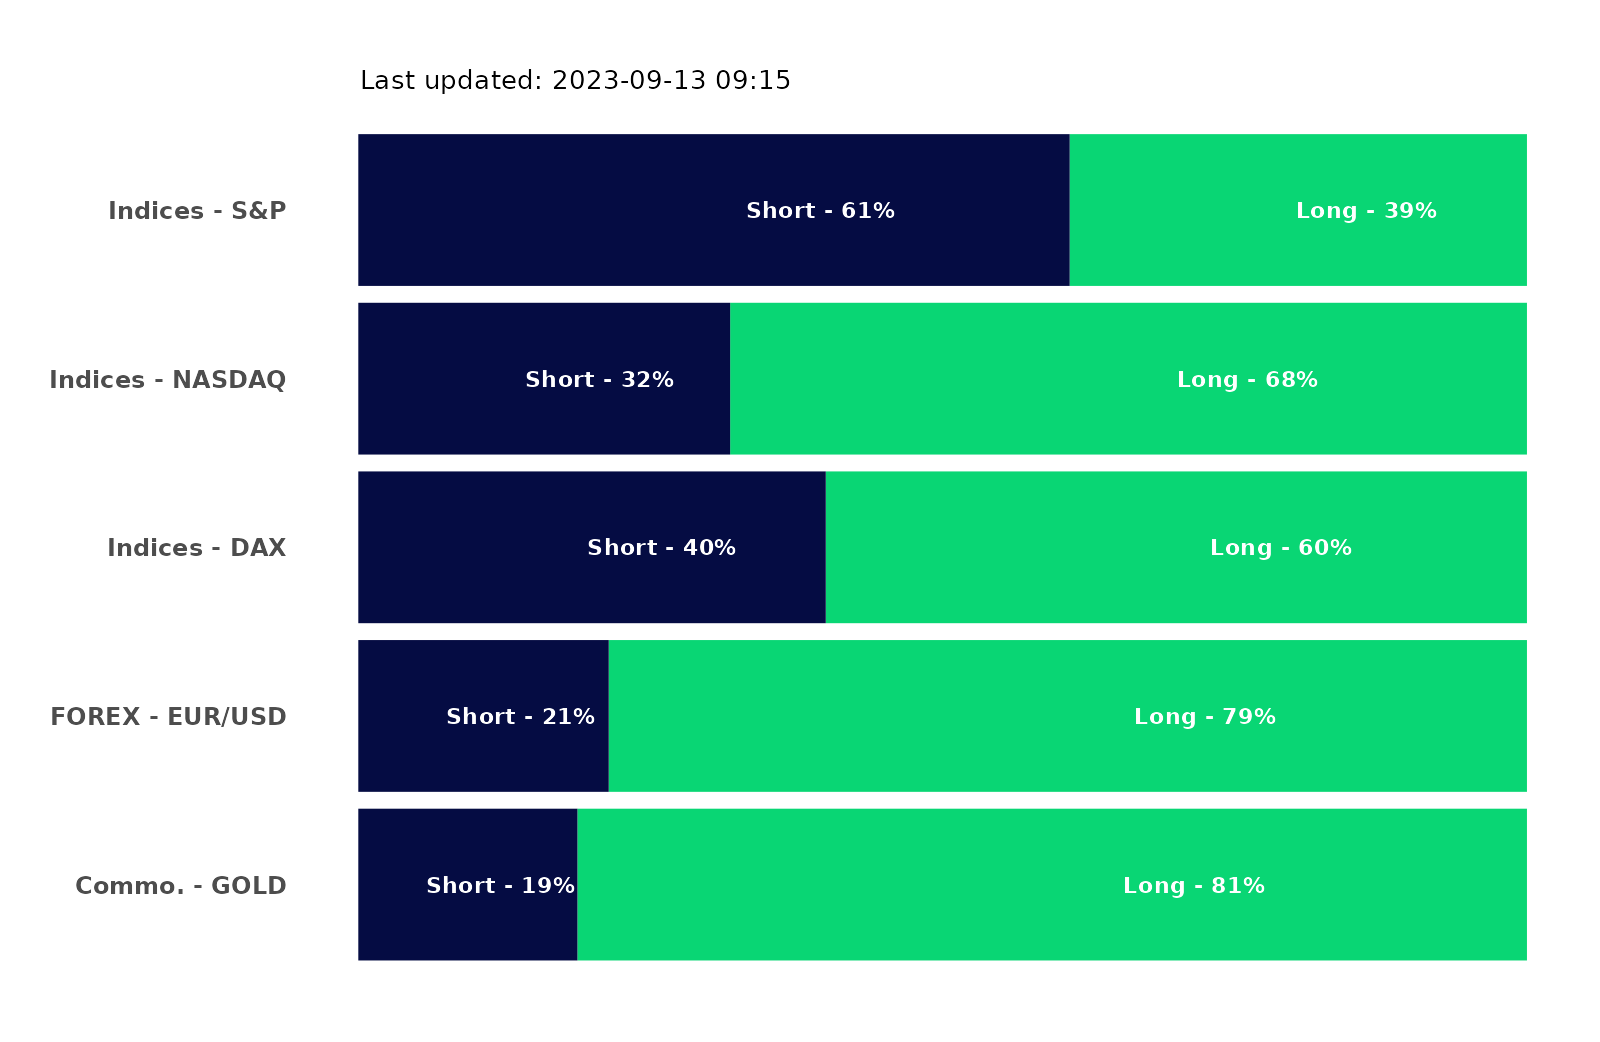 Last updated: 2023-09-13 09:15
Indices - S&P Short - 61% Long - 39%
Indices - NASDAQ Short - 32% Long - 68%
Indices - DAX Short - 40% Long - 60%
FOREX - EUR/USD Short - 21% Long - 79%
Commo. - GOLD Short - 19% Long - 81%